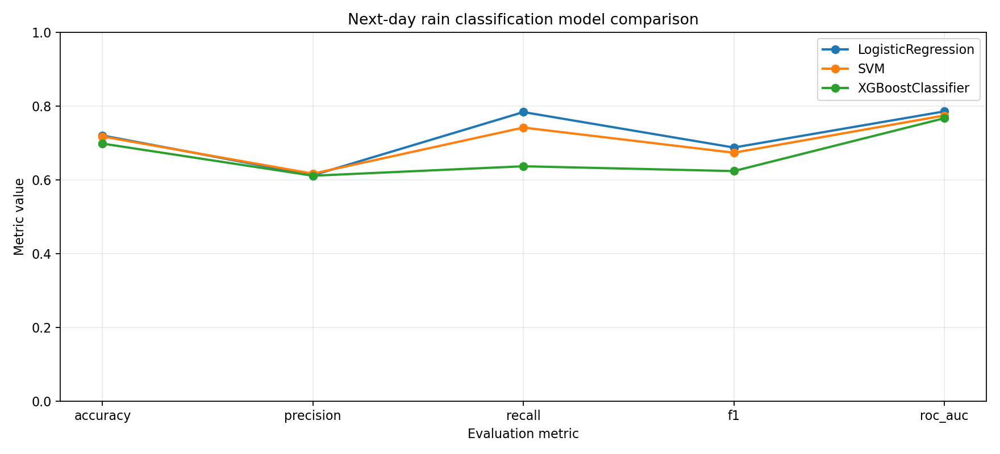 Next-day rain classification model comparison
LogisticRegression
SVM
XGBoostClassifier
Metric value
1.0
0.8
0.6
0.4
0.2
0.0
accuracy precision recall f1 roc_auc
Evaluation metric